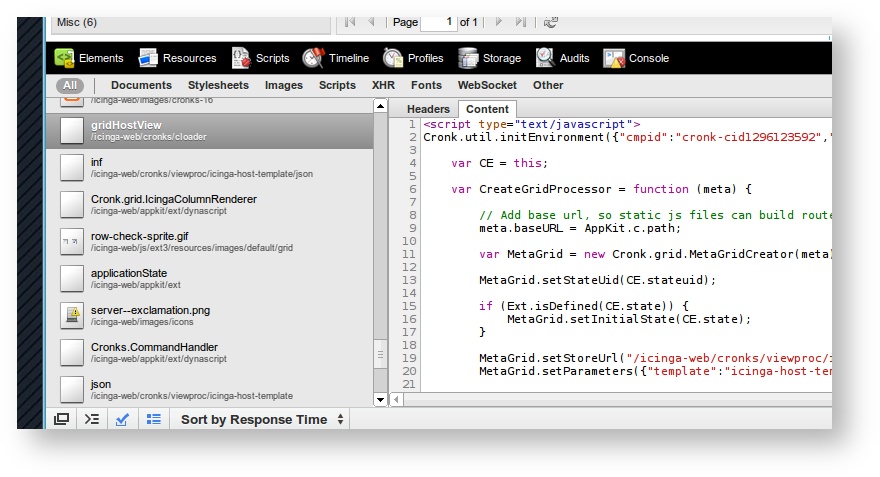 Misc (6)
Page 1 of 1
Elements Resources Scripts Timeline Profiles Storage Audits Console
All Documents Stylesheets Images Scripts XHR Fonts WebSocket Other
/icinga-web/images/cronks-16
gridHostView
/icinga-web/cronks/cloader
inf
/icinga-web/cronks/viewproc/icinga-host-template/json
Cronk.grid.IcingaColumnRenderer
/icinga-web/appkit/ext/dynascript
row-check-sprite.gif
/icinga-web/js/ext3/resources/images/default/grid
applicationState
/icinga-web/appkit/ext
server--exclamation.png
/icinga-web/images/icons
Cronks.CommandHandler
/icinga-web/appkit/ext/dynascript
json
/icinga-web/cronks/viewproc/icinga-host-template
Headers Content
1 <script type="text/javascript">
2 Cronk.util.initEnvironment({"cmpid":"cronk-cid1296123592",
3
4 var CE = this;
5
6 var CreateGridProcessor = function (meta) {
7
8 // Add base url, so static js files can build route
9 meta.baseURL = AppKit.c.path;
10
11 var MetaGrid = new Cronk.grid.MetaGridCreator(meta)
12
13 MetaGrid.setStateUid(CE.stateuid);
14
15 if (Ext.isDefined(CE.state)) {
16 MetaGrid.setInitialState(CE.state);
17 }
18
19 MetaGrid.setStoreUrl("/icinga-web/cronks/viewproc/
20 MetaGrid.setParameters({"template":"icinga-host-te
21
Sort by Response Time